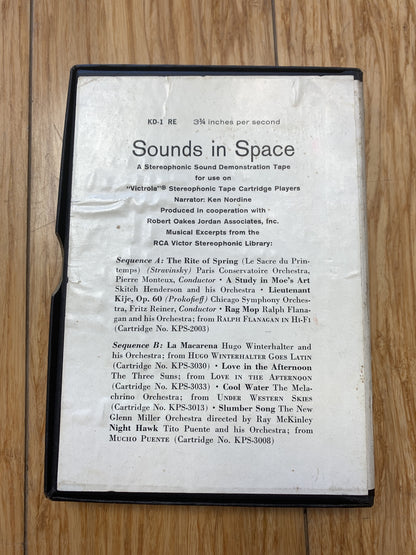 KD-1 RE 3¾ inches per second
Sounds in Space
A Stereophonic Sound Demonstration Tape
for use on
"Victrola"® Stereophonic Tape Cartridge Players
Narrator: Ken Nordine
Produced in cooperation with
Robert Oakes Jordan Associates, Inc.
Musical Excerpts from the
RCA Victor Stereophonic Library:
Sequence A: The Rite of Spring (Le Sacre du Prin-
temps) (Stravinsky) Paris Conservatoire Orchestra,
Pierre Monteux, Conductor • A Study in Moe's Art
Skitch Henderson and his Orchestra • Lieutenant
Kije, Op. 60 (Prokofieff) Chicago Symphony Orches-
tra, Fritz Reiner, Conductor • Rag Mop Ralph Flana-
gan and his Orchestra; from RALPH FLANAGAN IN HI-FI
(Cartridge No. KPS-2003)
Sequence B: La Macarena Hugo Winterhalter and
his Orchestra; from HUGO WINTERHALTER GOES LATIN
(Cartridge No. KPS-3030) • Love in the Afternoon
The Three Suns; from LOVE IN THE AFTERNOON
(Cartridge No. KPS-3033) • Cool Water The Mela-
chrino Orchestra; from UNDER WESTERN SKIES
(Cartridge No. KPS-3013) • Slumber Song The New
Glenn Miller Orchestra directed by Ray McKinley
Night Hawk Tito Puente and his Orchestra; from
MUCHO PUENTE (Cartridge No. KPS-3008)